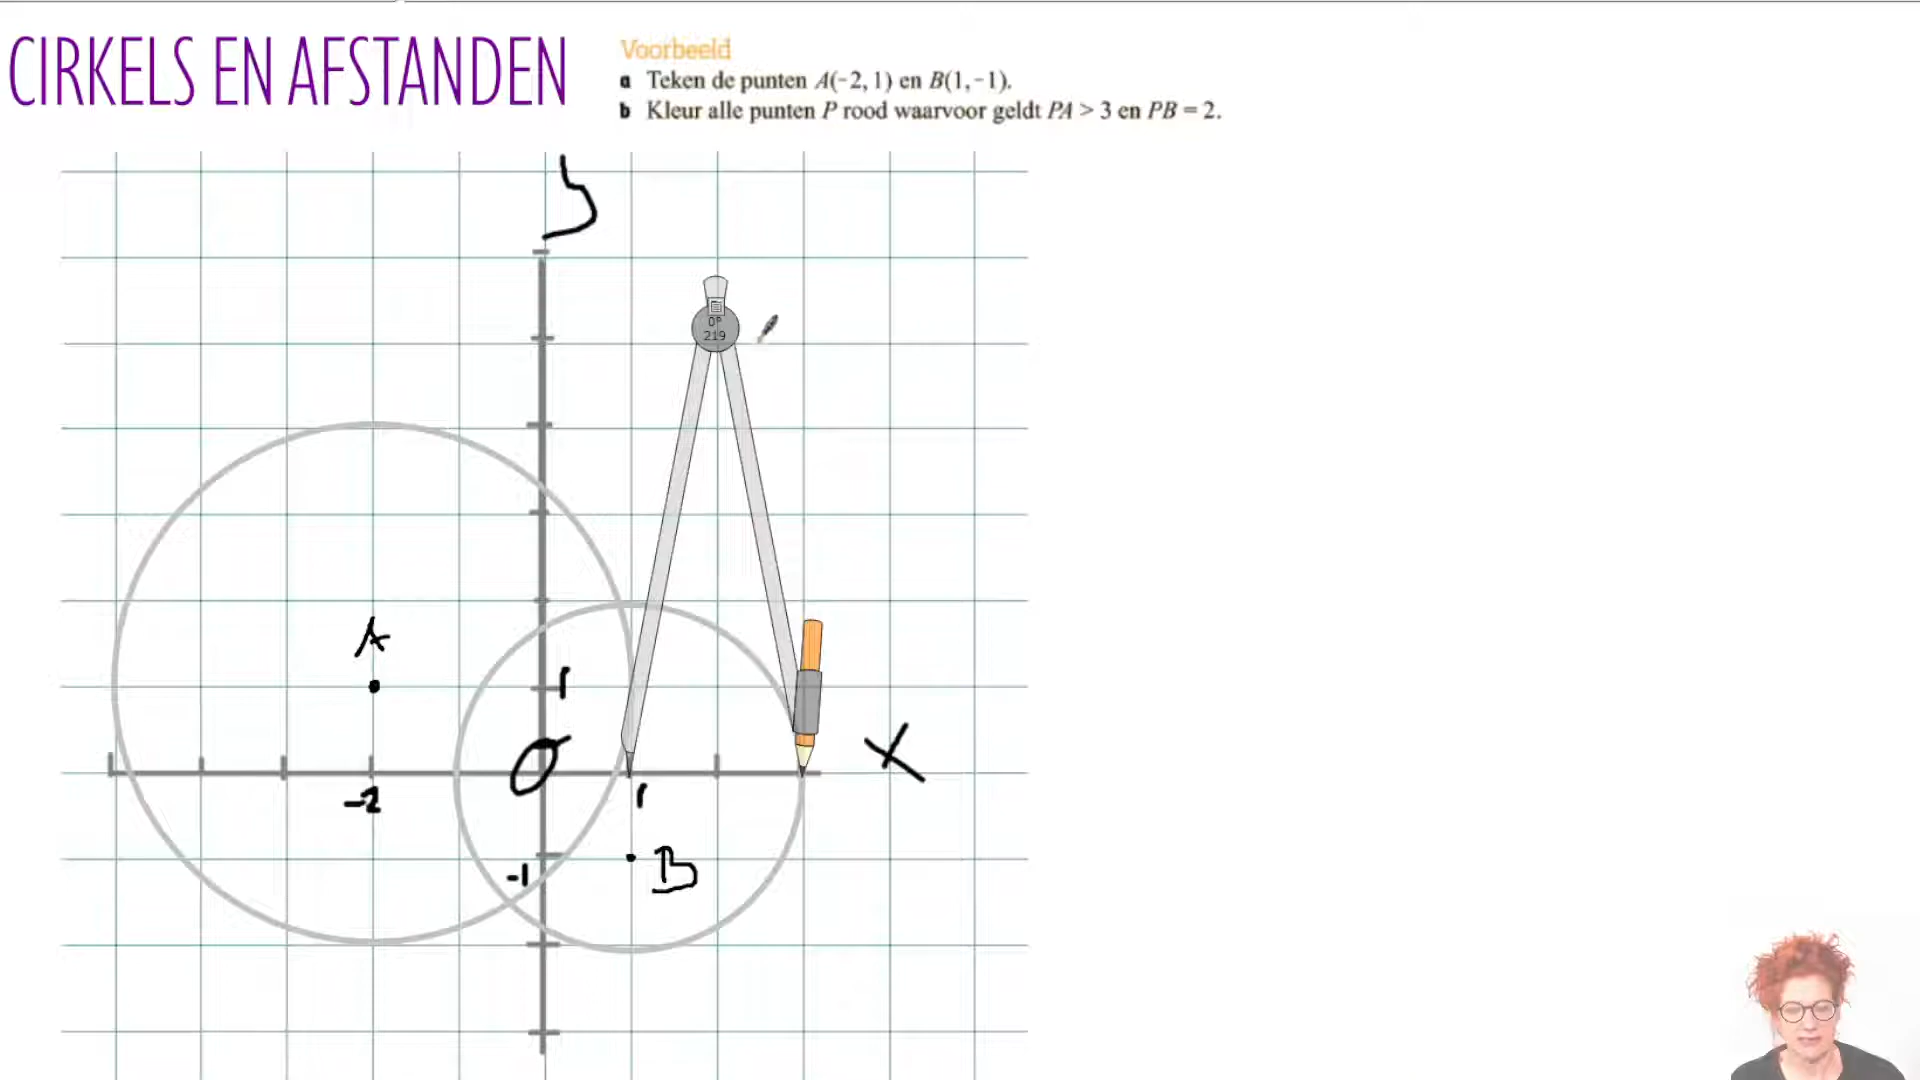 CIRKELS EN AFSTANDEN
Voorbeeld
a Teken de punten A(-2, 1) en B(1, -1).
b Kleur alle punten P rood waarvoor geldt PA > 3 en PB = 2.
y
0°
219
A
1
O
x
-2
1
-1
B